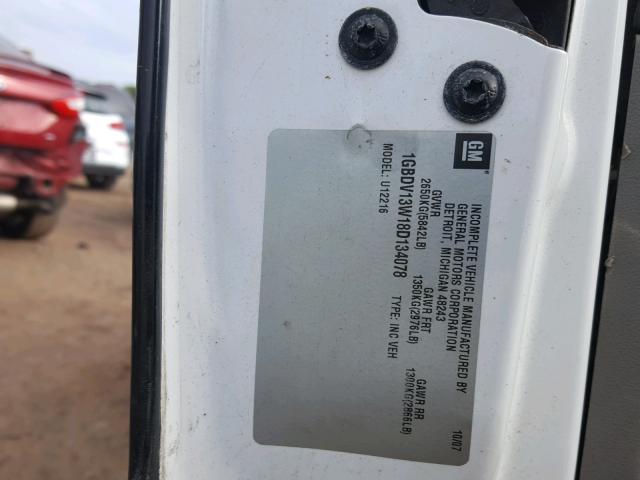 GM
INCOMPLETE VEHICLE MANUFACTURED BY
GENERAL MOTORS CORPORATION
DETROIT, MICHIGAN 48243
10/07
GVWR GAWR FRT GAWR RR
2650KG(5842LB) 1350KG(2976LB) 1300KG(2866LB)
1GBDV13W18D134078 TYPE: INC VEH
MODEL: U12216